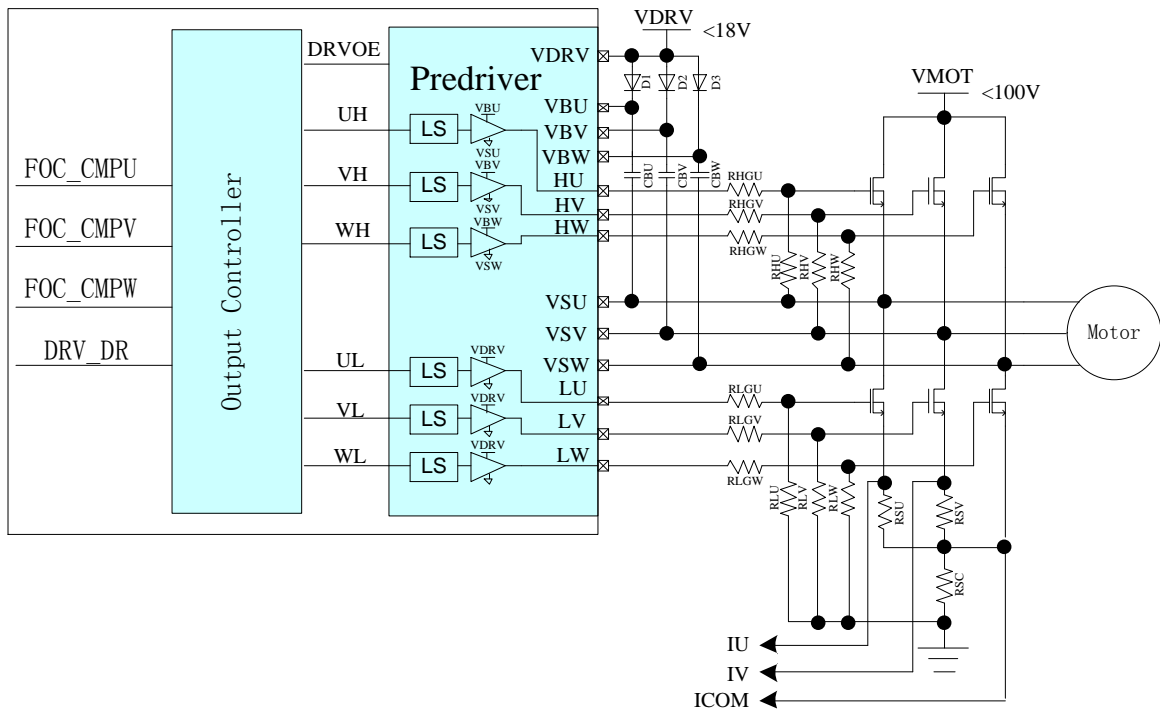 VDRV
<18V
DRVOE
VDRV
Predriver
D1
D2
D3
VMOT
<100V
VBU
VBU
UH
LS
VBV
VSU
VBW
VBV
CBU
CBV
CBW
FOC_CMPU
VH
LS
HU
RHGU
VSV
HV
RHGV
VBW
FOC_CMPV
WH
LS
HW
RHGW
VSW
RHU
RHV
RHW
FOC_CMPW
VSU
Output Controller
VSV
Motor
DRV_DR
VSW
VDRV
UL
LS
LU
RLGU
VDRV
VL
LS
LV
RLGV
VDRV
WL
LS
LW
RLGW
RLU
RLV
RLW
RSU
RSV
RSC
IU
IV
ICOM